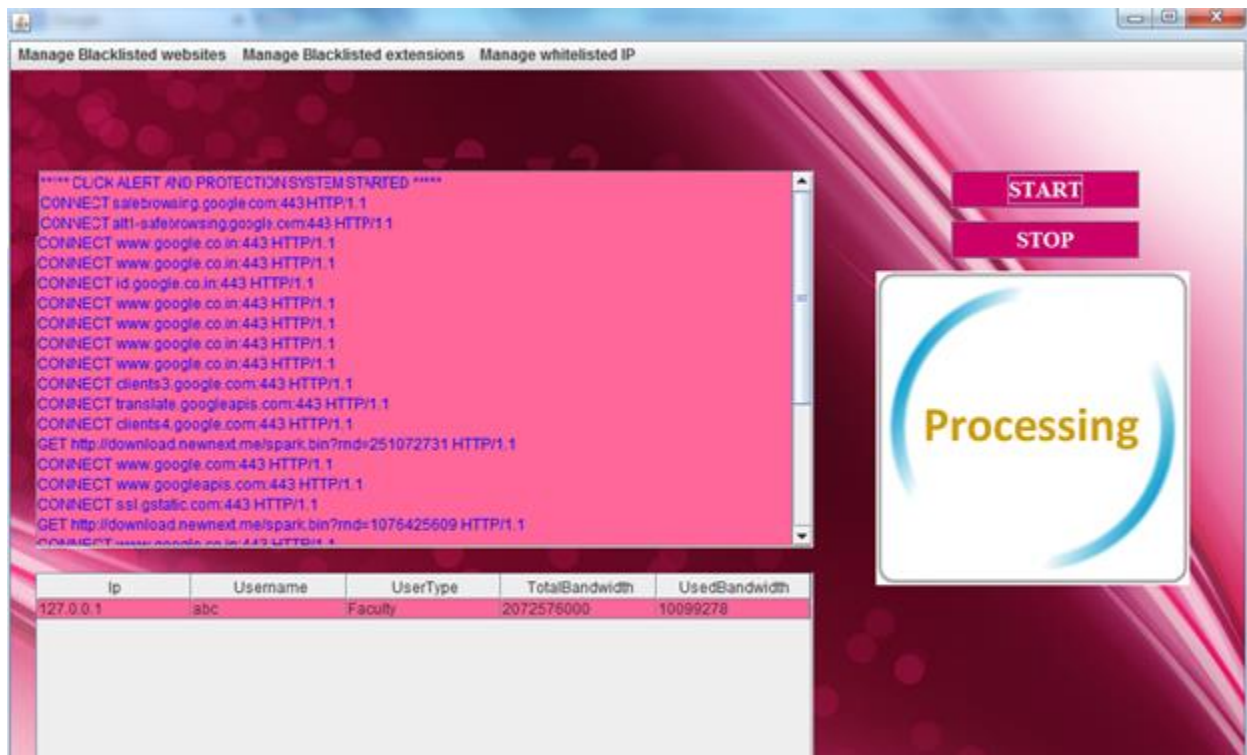 Manage Blacklisted websites Manage Blacklisted extensions Manage whitelisted IP
***** CLICK ALERT AND PROTECTION SYSTEM STARTED *****
CONNECT safebrowsing.google.com:443 HTTP/1.1
CONNECT alt1-safebrowsing.google.com:443 HTTP/1.1
CONNECT www.google.co.in:443 HTTP/1.1
CONNECT www.google.co.in:443 HTTP/1.1
CONNECT id.google.co.in:443 HTTP/1.1
CONNECT www.google.co.in:443 HTTP/1.1
CONNECT www.google.co.in:443 HTTP/1.1
CONNECT www.google.co.in:443 HTTP/1.1
CONNECT www.google.co.in:443 HTTP/1.1
CONNECT clients3.google.com:443 HTTP/1.1
CONNECT translate.googleapis.com:443 HTTP/1.1
CONNECT clients4.google.com:443 HTTP/1.1
GET http://download.newnext.me/spark.bin?rnd=251072731 HTTP/1.1
CONNECT www.google.com:443 HTTP/1.1
CONNECT www.googleapis.com:443 HTTP/1.1
CONNECT ssl.gstatic.com:443 HTTP/1.1
GET http://download.newnext.me/spark.bin?rnd=1076425609 HTTP/1.1
CONNECT www.google.co.in:443 HTTP/1.1
START
STOP
Processing
Ip Username UserType TotalBandwidth UsedBandwidth
127.0.0.1 abc Faculty 2072576000 10099278